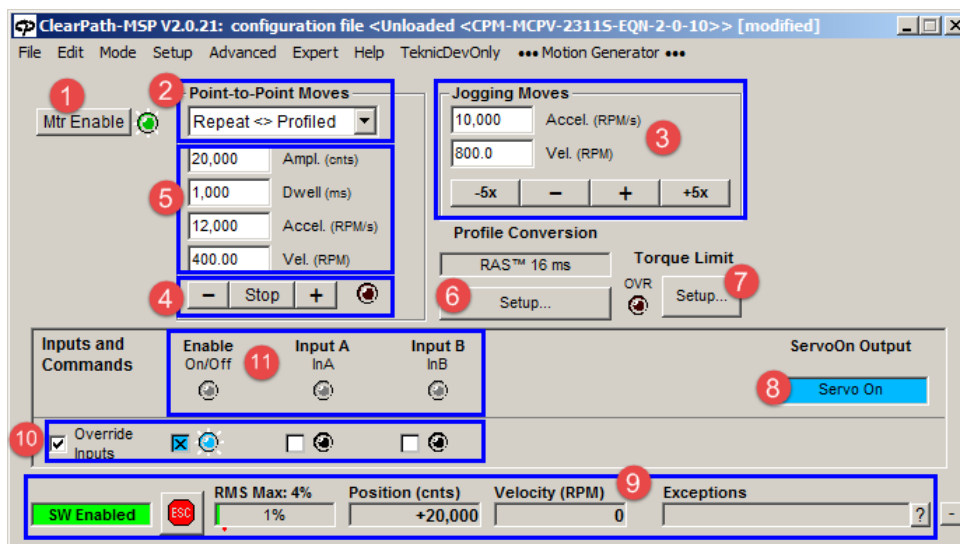 ClearPath-MSP V2.0.21: configuration file <Unloaded <CPM-MCPV-2311S-EQN-2-0-10>> [modified]
File Edit Mode Setup Advanced Expert Help TeknicDevOnly ••• Motion Generator •••
1
Mtr Enable
2
Point-to-Point Moves
Repeat <> Profiled
5
20,000 Ampl. (cnts)
1,000 Dwell (ms)
12,000 Accel. (RPM/s)
400.00 Vel. (RPM)
4
− Stop +
Jogging Moves
10,000 Accel. (RPM/s)
800.0 Vel. (RPM)
3
-5x − + +5x
Profile Conversion
RAS™ 16 ms
6
Setup...
Torque Limit
OVR
Setup...
7
Inputs and Commands
Enable On/Off
11
Input A InA
Input B InB
ServoOn Output
8
Servo On
10
Override Inputs
9
SW Enabled
ESC
RMS Max: 4%
1%
Position (cnts)
+20,000
Velocity (RPM)
0
Exceptions
?
-